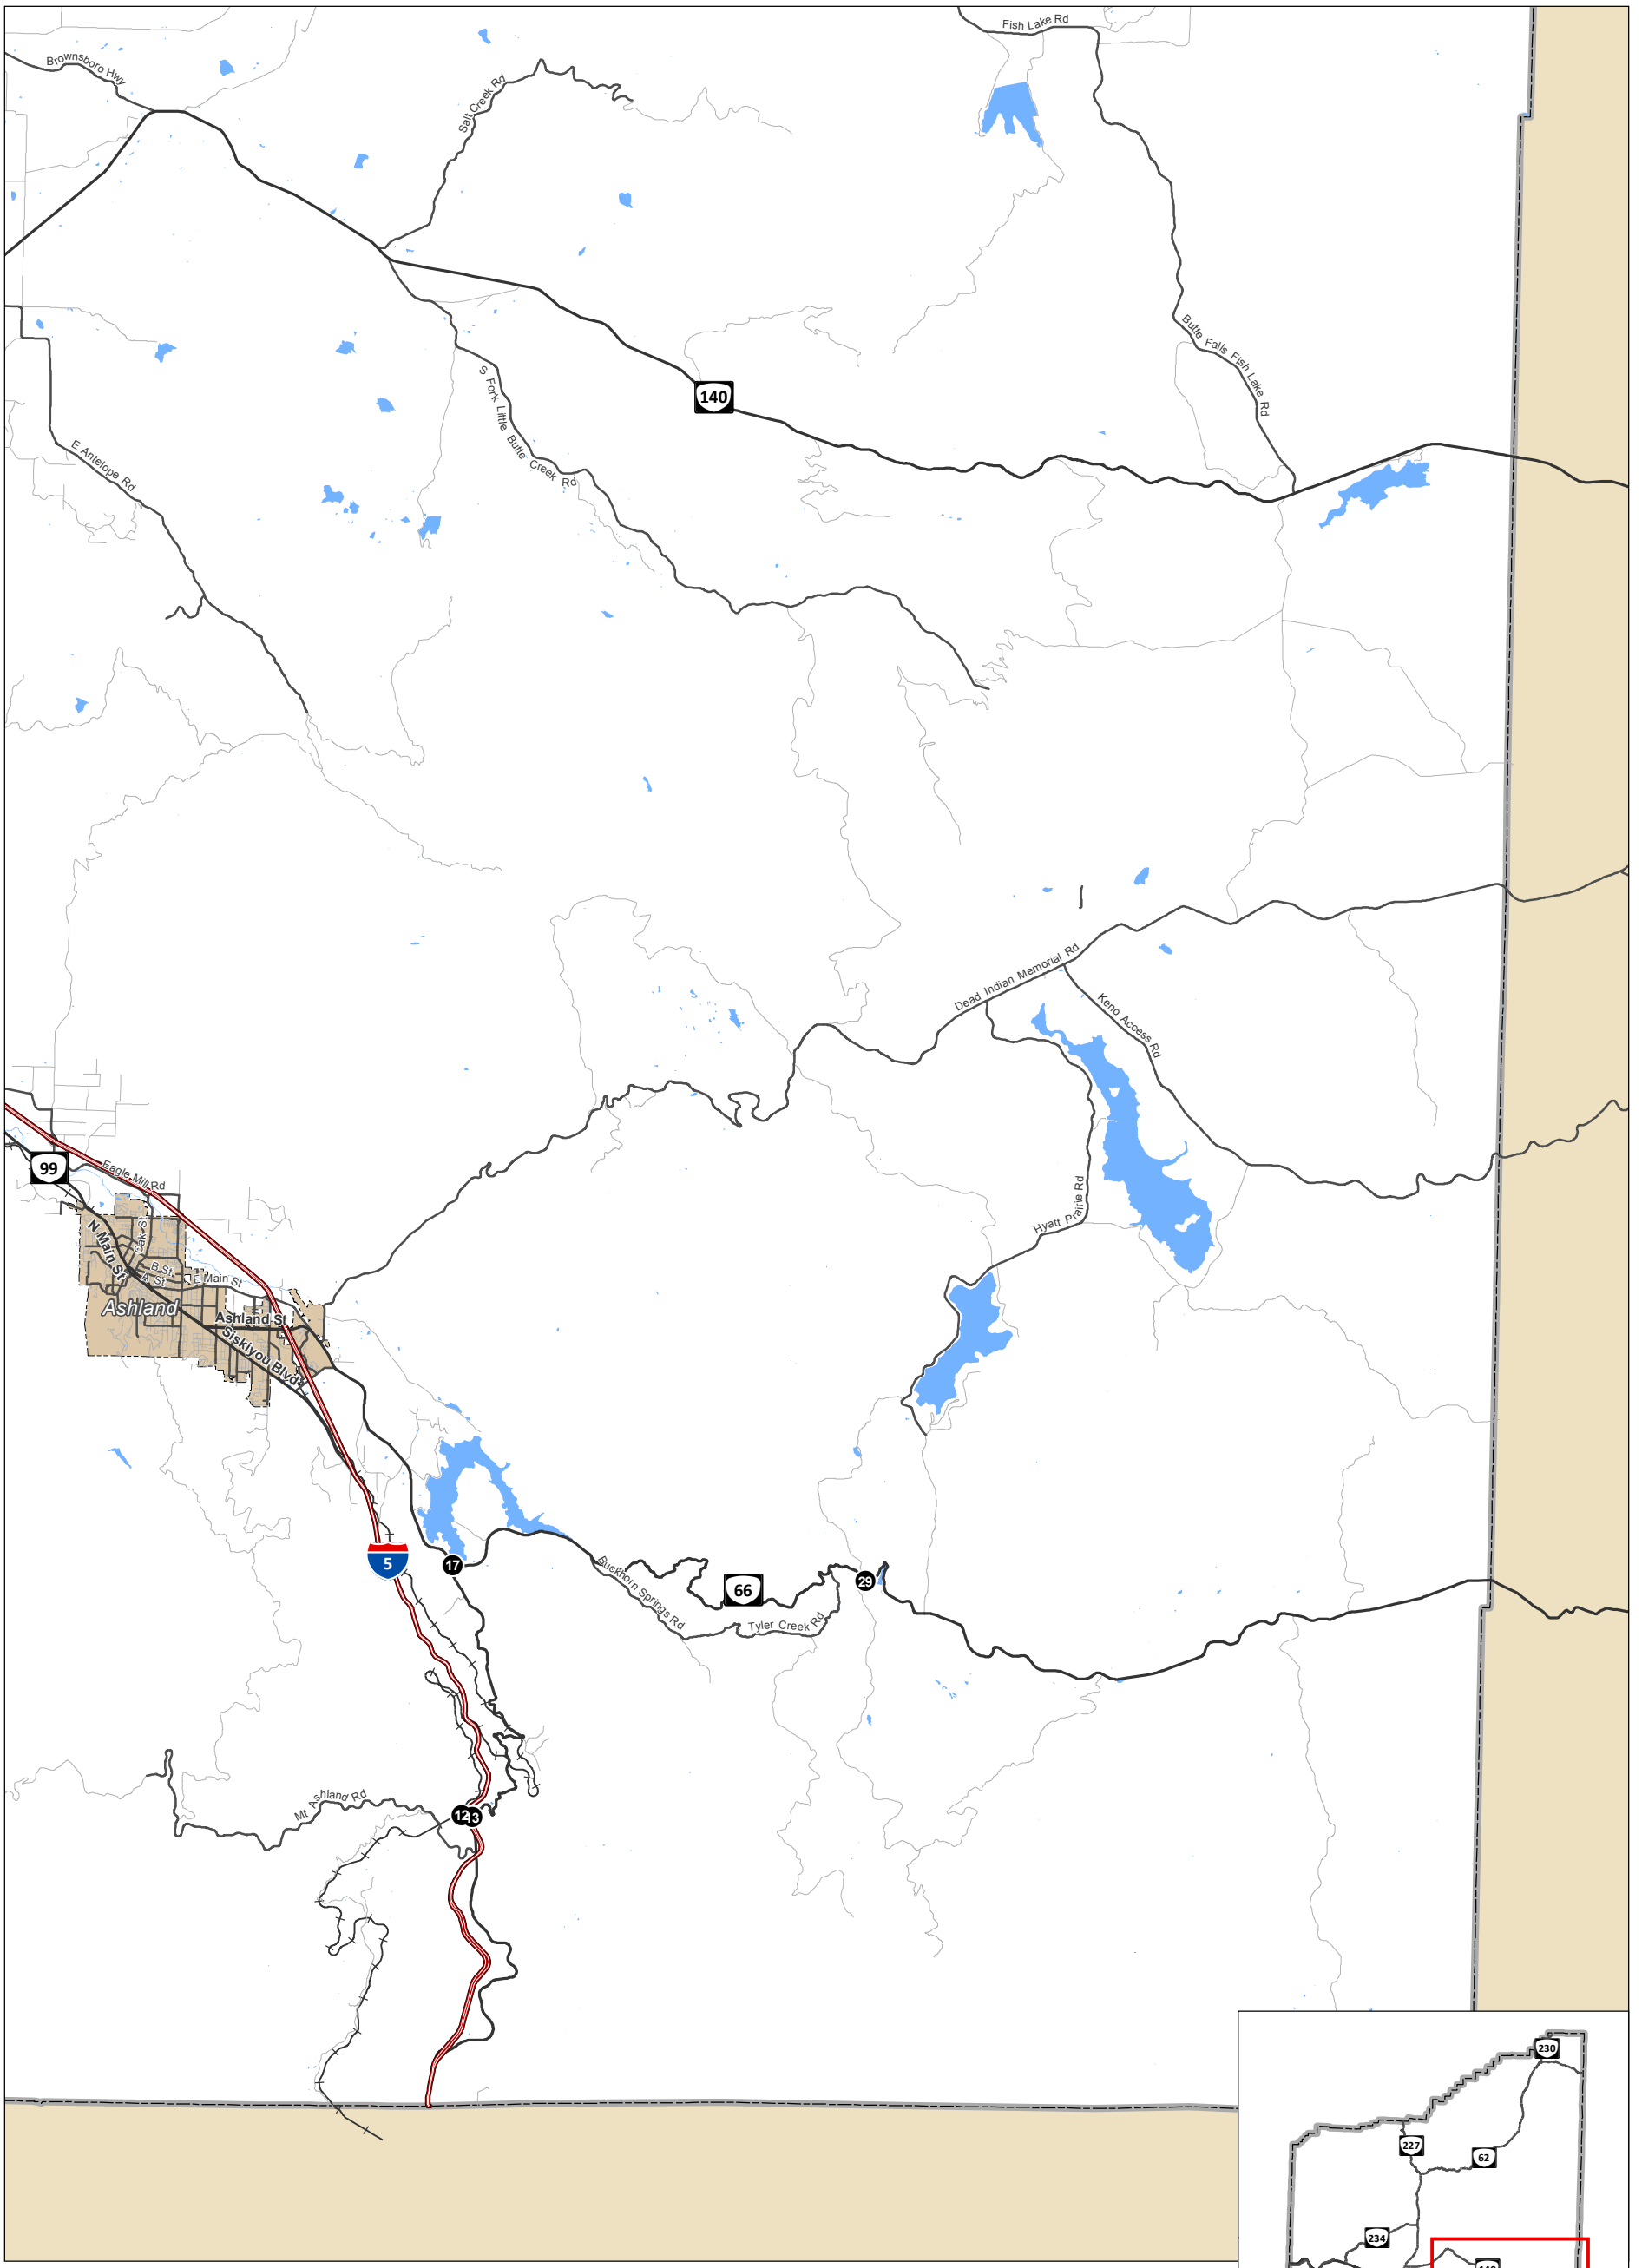 Fish Lake Rd
Brownsboro Hwy
Salt Creek Rd
Butte Falls Fish Lake Rd
140
S Fork Little Butte Creek Rd
E Antelope Rd
Dead Indian Memorial Rd
Keno Access Rd
99
Eagle Mill Rd
Hyatt Prairie Rd
N Main St
Oak St
B St
A St
E Main St
Ashland
Ashland St
Siskiyou Blvd
5
17
Buckhorn Springs Rd
66
29
Tyler Creek Rd
Mt Ashland Rd
12
13
230
227
62
234